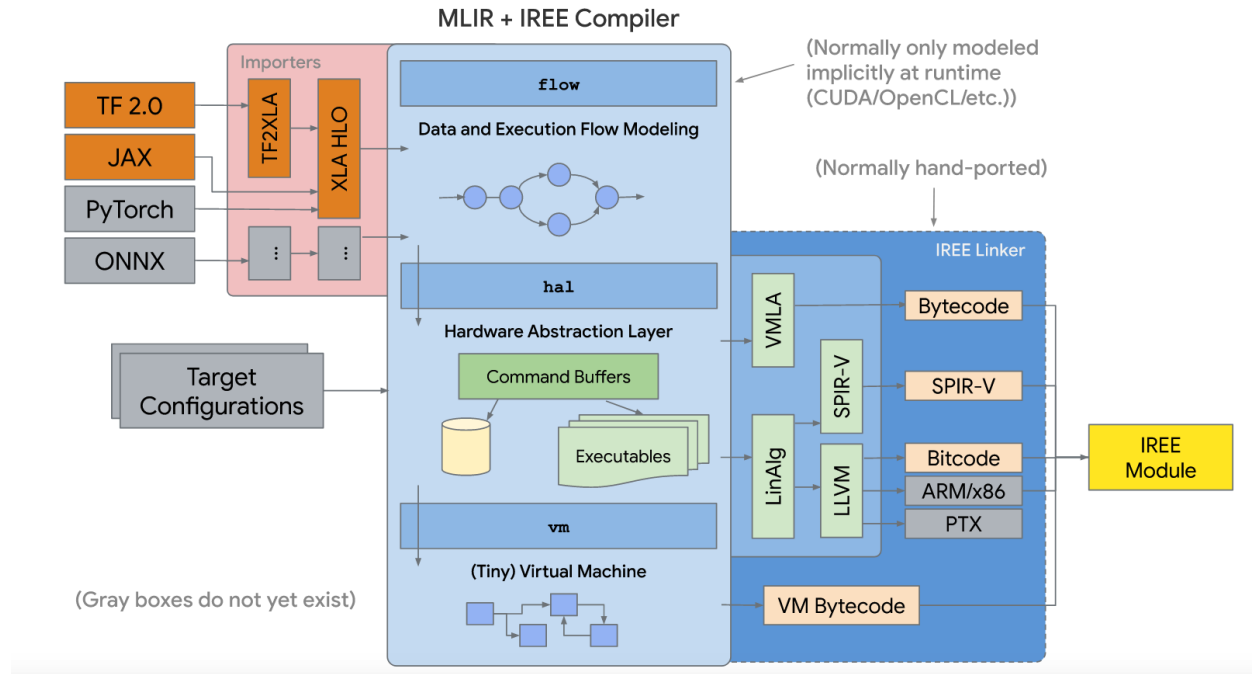 MLIR + IREE Compiler
Importers
TF 2.0
JAX
PyTorch
ONNX
TF2XLA
XLA HLO
...
...
flow
Data and Execution Flow Modeling
(Normally only modeled
implicitly at runtime
(CUDA/OpenCL/etc.))
(Normally hand-ported)
hal
Hardware Abstraction Layer
Command Buffers
Executables
Target
Configurations
vm
(Tiny) Virtual Machine
(Gray boxes do not yet exist)
IREE Linker
VMLA
LinAlg
SPIR-V
LLVM
Bytecode
SPIR-V
Bitcode
ARM/x86
PTX
VM Bytecode
IREE
Module